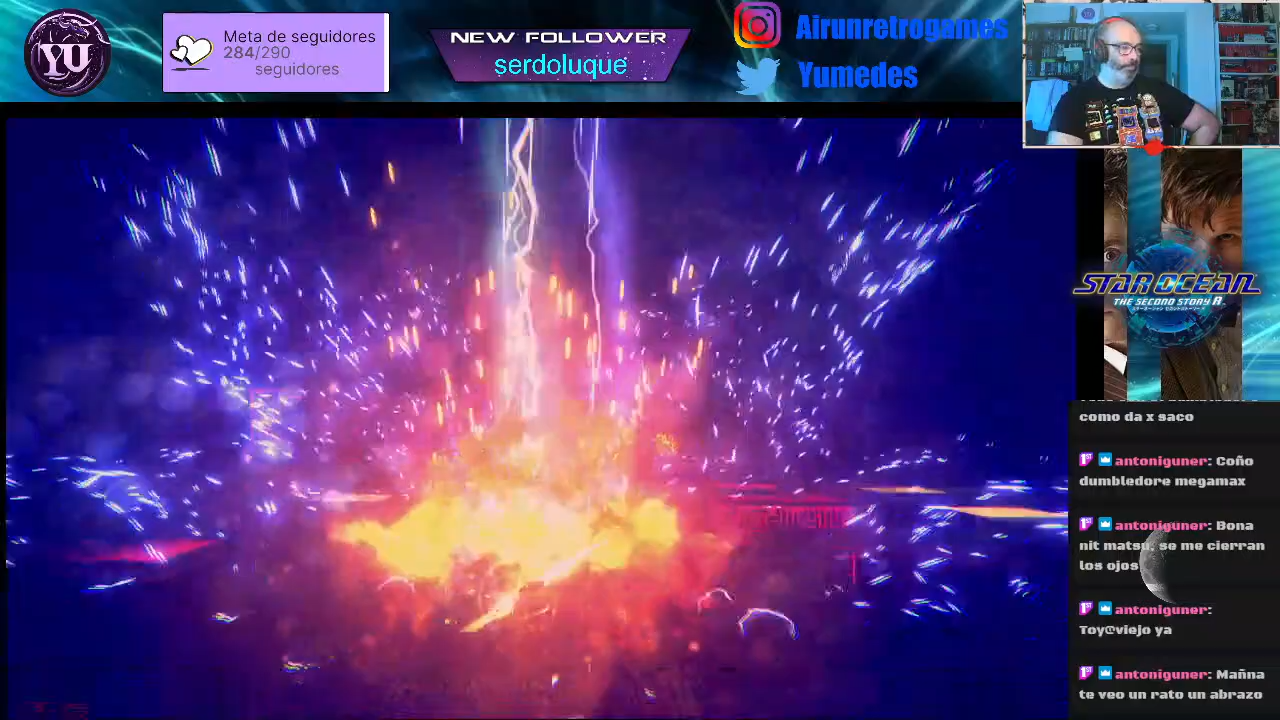 YU
Meta de seguidores
284/290
seguidores
NEW FOLLOWER
serdoluque
Airunretrogames
Yumedes
STAR OCEAN
THE SECOND STORY R
como da x saco
antoniguner: Coño
dumbledore megamax
antoniguner: Bona
nit matsu, se me cierran
los ojos
antoniguner:
Toy@viejo ya
antoniguner: Mañna
te veo un rato un abrazo